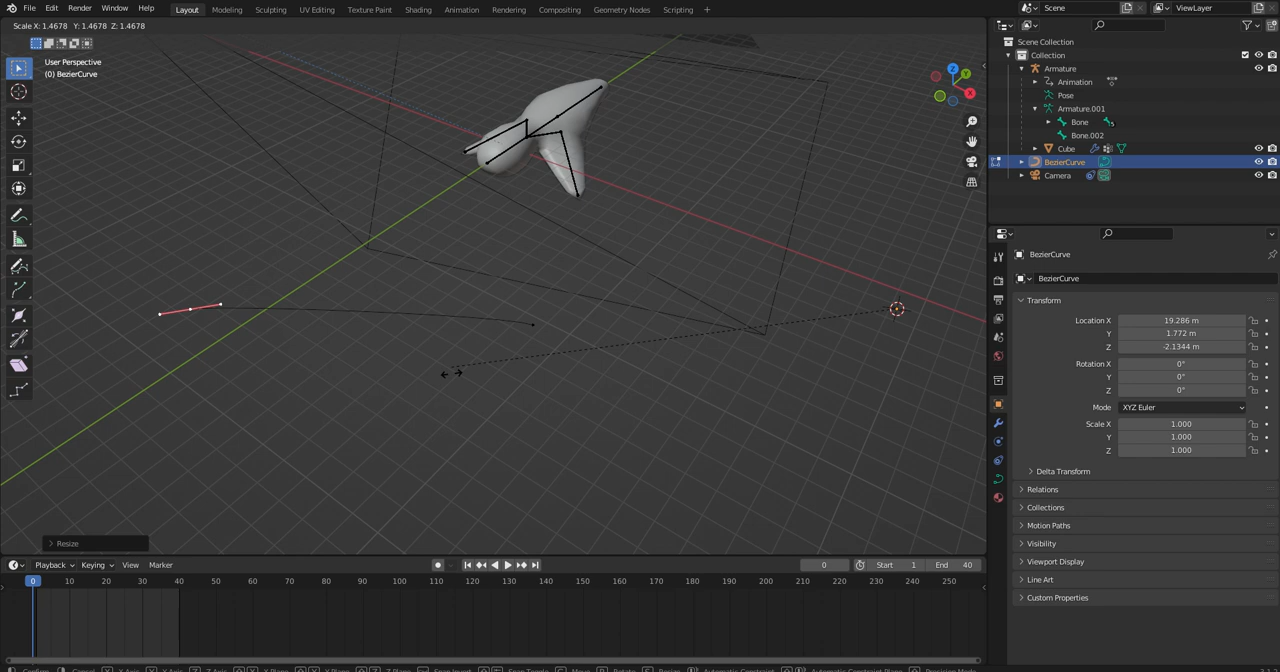 File Edit Render Window Help Layout Modeling Sculpting UV Editing Texture Paint Shading Animation Rendering Compositing Geometry Nodes Scripting + Scene ViewLayer
Scale X: 1.4678 Y: 1.4678 Z: 1.4678
User Perspective
(0) BezierCurve
Z
Y
X
Resize
Scene Collection
Collection
Armature
Animation
Pose
Armature.001
Bone
5
Bone.002
Cube
BezierCurve
Camera
BezierCurve
BezierCurve
Transform
Location X 19.286 m
Y 1.772 m
Z -2.1344 m
Rotation X 0°
Y 0°
Z 0°
Mode XYZ Euler
Scale X 1.000
Y 1.000
Z 1.000
Delta Transform
Relations
Collections
Motion Paths
Visibility
Viewport Display
Line Art
Custom Properties
Playback Keying View Marker 0 Start 1 End 40
0 10 20 30 40 50 60 70 80 90 100 110 120 130 140 150 160 170 180 190 200 210 220 230 240 250